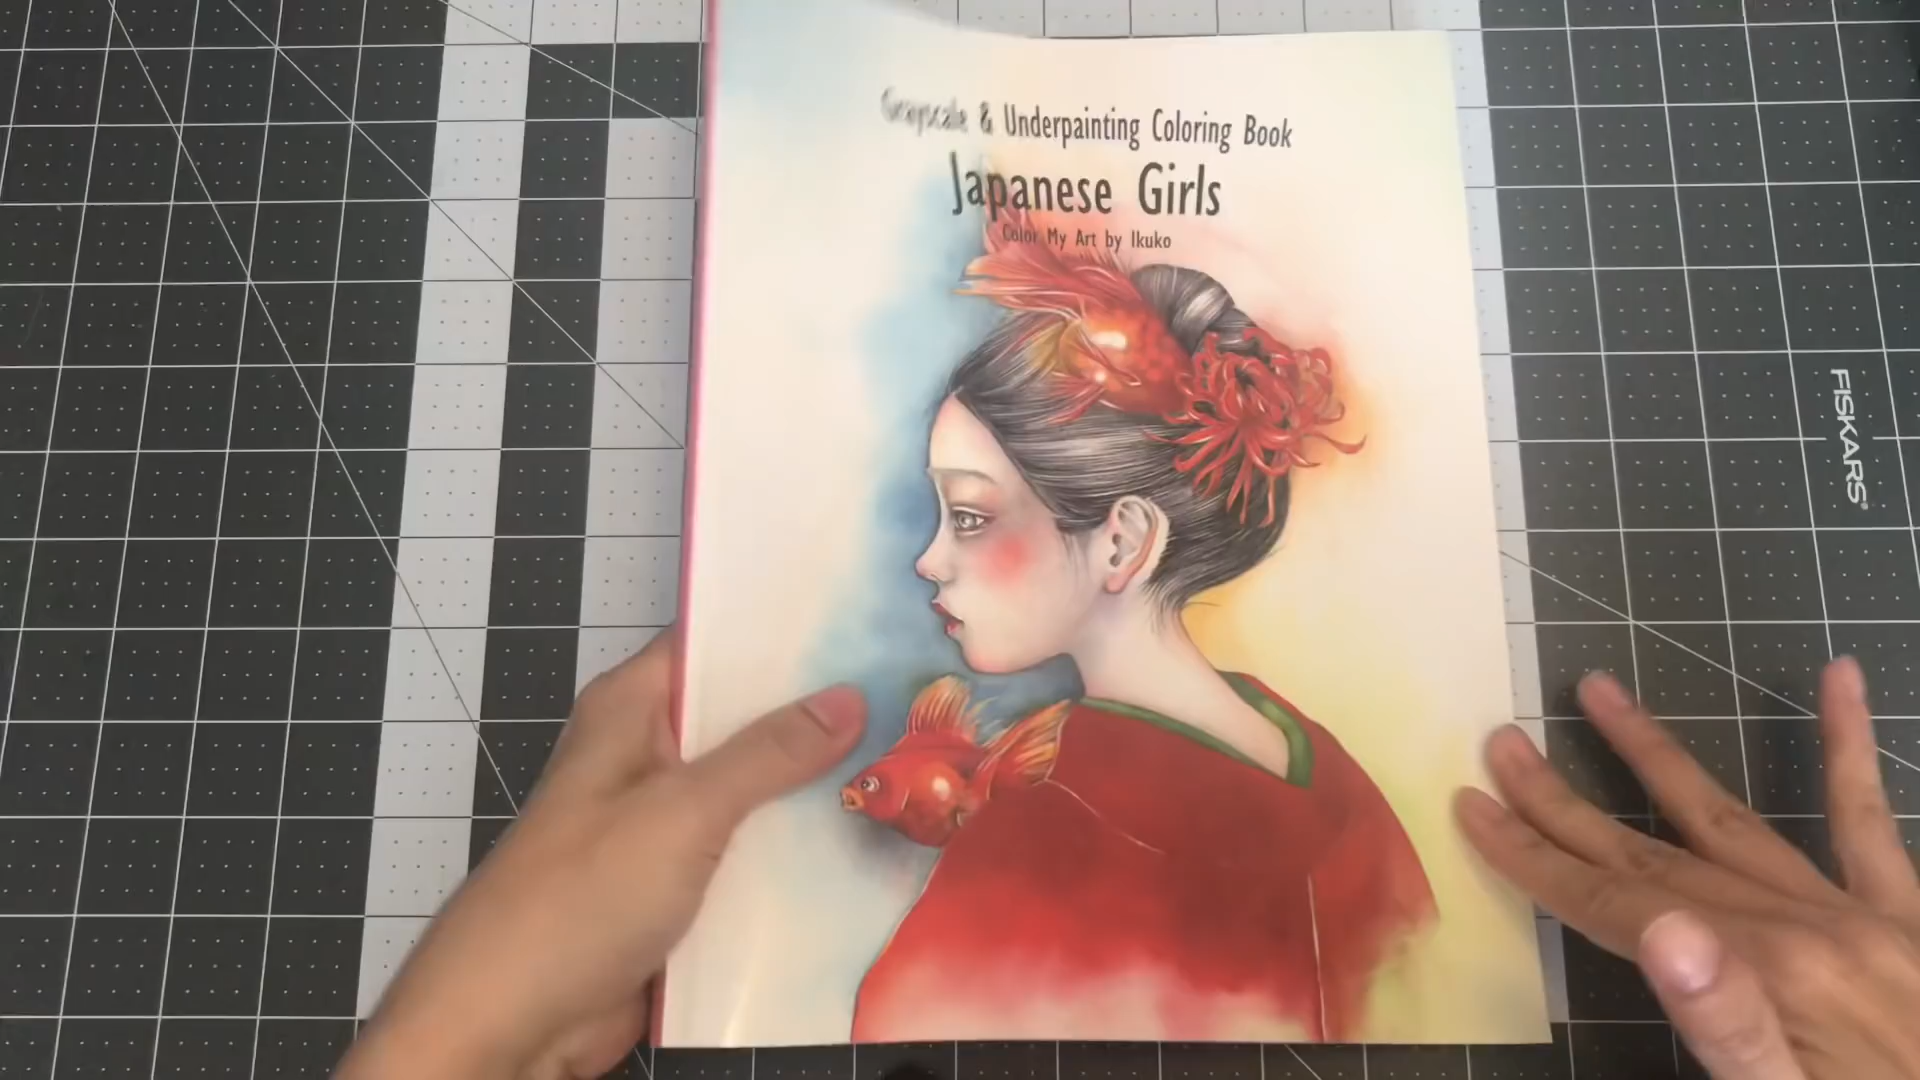 Grayscale & Underpainting Coloring Book
Japanese Girls
Color My Art by Ikuko
FISKARS